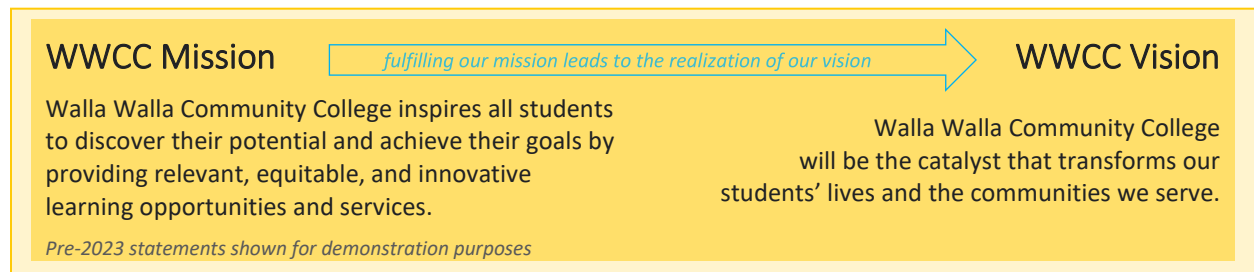 WWCC Mission
fulfilling our mission leads to the realization of our vision
WWCC Vision
Walla Walla Community College inspires all students
to discover their potential and achieve their goals by
providing relevant, equitable, and innovative
learning opportunities and services.
Pre-2023 statements shown for demonstration purposes
Walla Walla Community College
will be the catalyst that transforms our
students’ lives and the communities we serve.